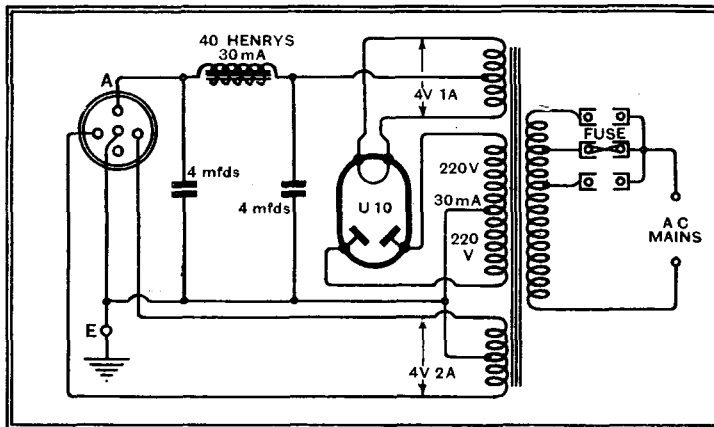 40 HENRYS
30 mA
A
4V 1A
FUSE
4 mfds
4 mfds
U 10
220V
30mA
220
V
A C
MAINS
E
4V 2A